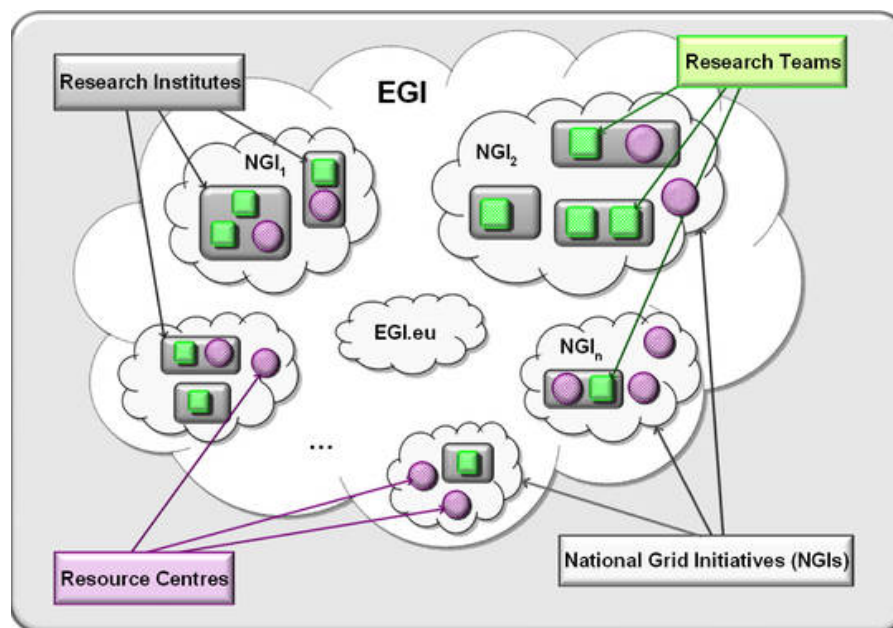 Research Institutes
EGI
Research Teams
NGI₁
NGI₂
EGI.eu
NGIₙ
...
Resource Centres
National Grid Initiatives (NGIs)